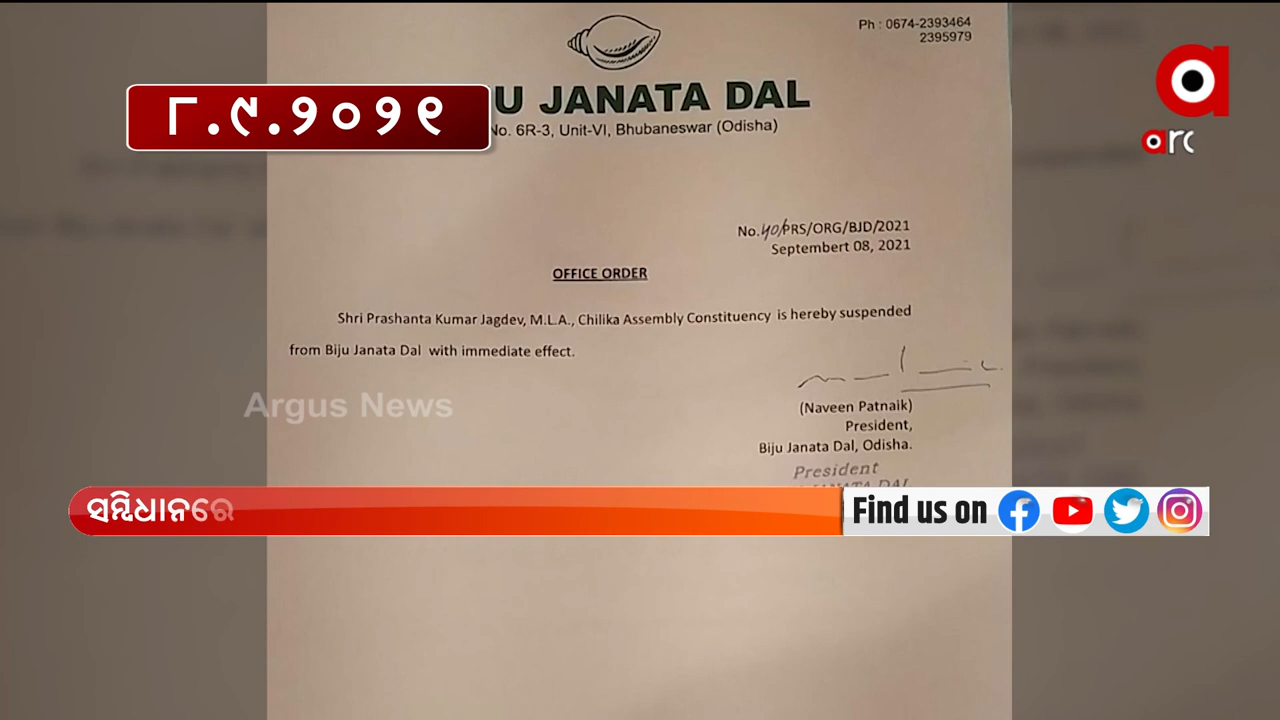 Ph : 0674-2393464
2395979
U JANATA DAL
୮.୯.୨୦୨୧
No. 6R-3, Unit-VI, Bhubaneswar (Odisha)
arc
No.40/PRS/ORG/BJD/2021
Septembert 08, 2021
OFFICE ORDER
Shri Prashanta Kumar Jagdev, M.L.A., Chilika Assembly Constituency is hereby suspended
from Biju Janata Dal with immediate effect.
Argus News
(Naveen Patnaik)
President,
Biju Janata Dal, Odisha.
President
JANATA DAL
ସମ୍ବିଧାନରେ
Find us on